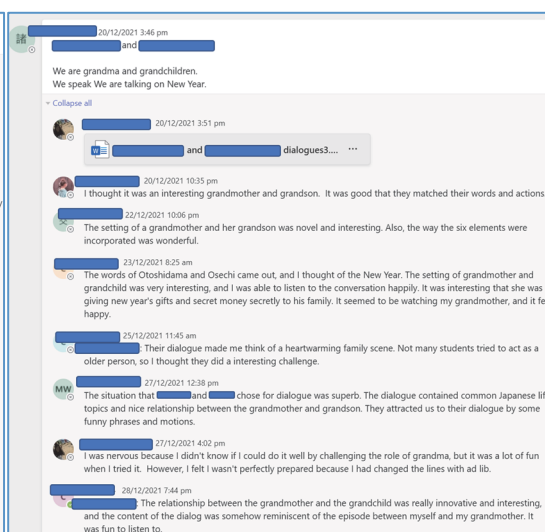 20/12/2021 3:46 pm
and
We are grandma and grandchildren.
We speak We are talking on New Year.
Collapse all
20/12/2021 3:51 pm
and dialogues3.... ...
20/12/2021 10:35 pm
I thought it was an interesting grandmother and grandson. It was good that they matched their words and actions
22/12/2021 10:06 pm
The setting of a grandmother and her grandson was novel and interesting. Also, the way the six elements were
incorporated was wonderful.
23/12/2021 8:25 am
The words of Otoshidama and Osechi came out, and I thought of the New Year. The setting of grandmother and
grandchild was very interesting, and I was able to listen to the conversation happily. It was interesting that she was
giving new year's gifts and secret money secretly to his family. It seemed to be watching my grandmother, and it fe
happy.
25/12/2021 11:45 am
: Their dialogue made me think of a heartwarming family scene. Not many students tried to act as a
older person, so I thought they did a interesting challenge.
27/12/2021 12:38 pm
MW
The situation that and chose for dialogue was superb. The dialogue contained common Japanese lif
topics and nice relationship between the grandmother and grandson. They attracted us to their dialogue by some
funny phrases and motions.
27/12/2021 4:02 pm
I was nervous because I didn't know if I could do it well by challenging the role of grandma, but it was a lot of fun
when I tried it. However, I felt I wasn't perfectly prepared because I had changed the lines with ad lib.
28/12/2021 7:44 pm
: The relationship between the grandmother and the grandchild was really innovative and interesting,
and the content of the dialog was somehow reminiscent of the episode between myself and my grandmother. It
was fun to listen to.